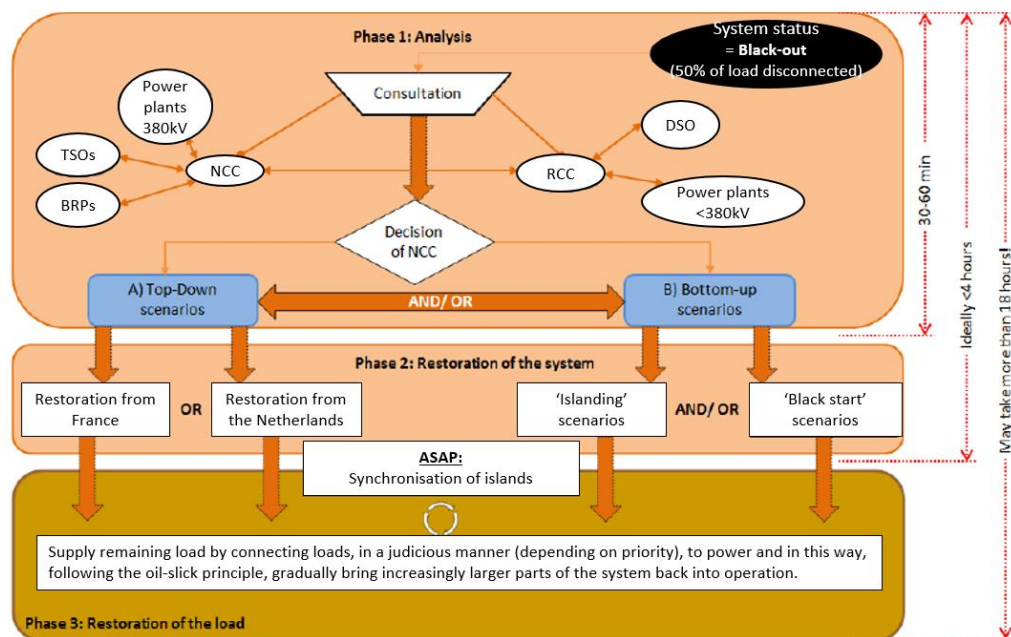 Phase 1: Analysis
System status
= Black-out
(50% of load disconnected)
Consultation
Power
plants
380kV
TSOs
BRPs
NCC
RCC
DSO
Power plants
<380kV
Decision
of NCC
A) Top-Down
scenarios
AND/ OR
B) Bottom-up
scenarios
Phase 2: Restoration of the system
Restoration from
France
OR
Restoration from
the Netherlands
‘Islanding’
scenarios
AND/ OR
‘Black start’
scenarios
ASAP:
Synchronisation of islands
Supply remaining load by connecting loads, in a judicious manner (depending on priority), to power and in this way,
following the oil-slick principle, gradually bring increasingly larger parts of the system back into operation.
Phase 3: Restoration of the load
30-60 min
Ideally <4 hours
May take more than 18 hours!